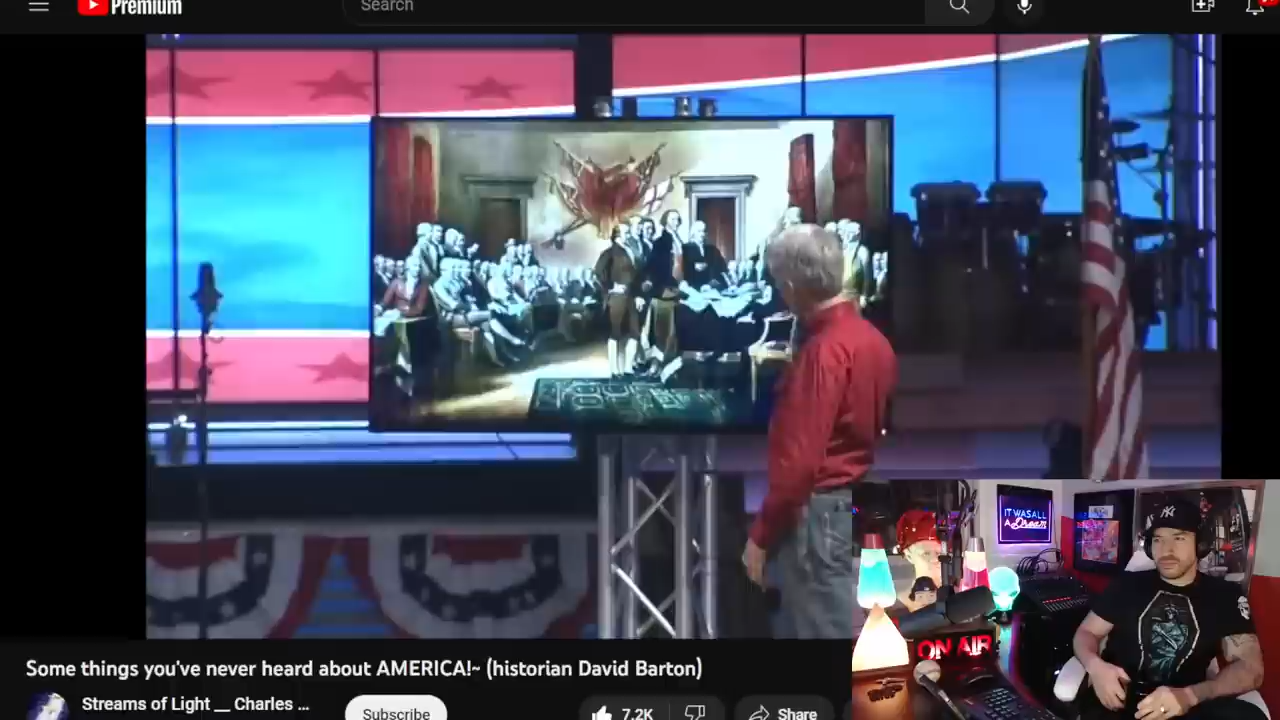 Premium
Search
IT WAS ALL
A Dream
NY
ON AIR
Some things you've never heard about AMERICA!~ (historian David Barton)
Streams of Light __ Charles ...
Subscribe
7.2K
Share